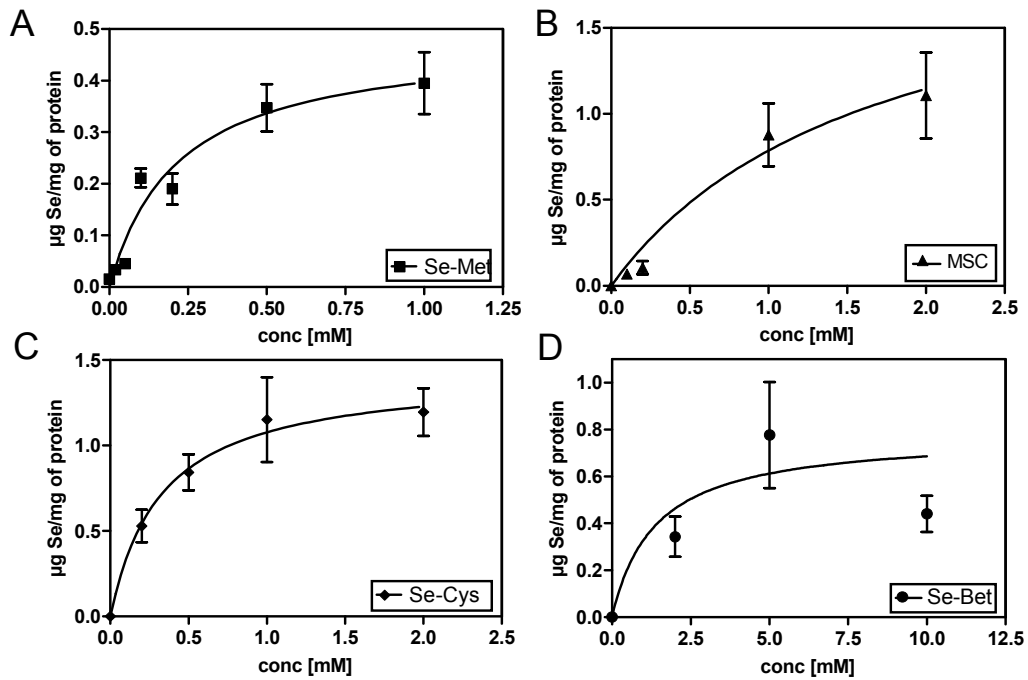 A
µg Se/mg of protein
0.5
0.4
0.3
0.2
0.1
0.0
0.00 0.25 0.50 0.75 1.00 1.25
conc [mM]
Se-Met
B
µg Se/mg of protein
1.5
1.0
0.5
0.0
0.0 0.5 1.0 1.5 2.0 2.5
conc [mM]
MSC
C
µg Se/mg of protein
1.5
1.0
0.5
0.0
0.0 0.5 1.0 1.5 2.0 2.5
conc [mM]
Se-Cys
D
µg Se/mg of protein
1.0
0.8
0.6
0.4
0.2
0.0
0.0 2.5 5.0 7.5 10.0 12.5
conc [mM]
Se-Bet